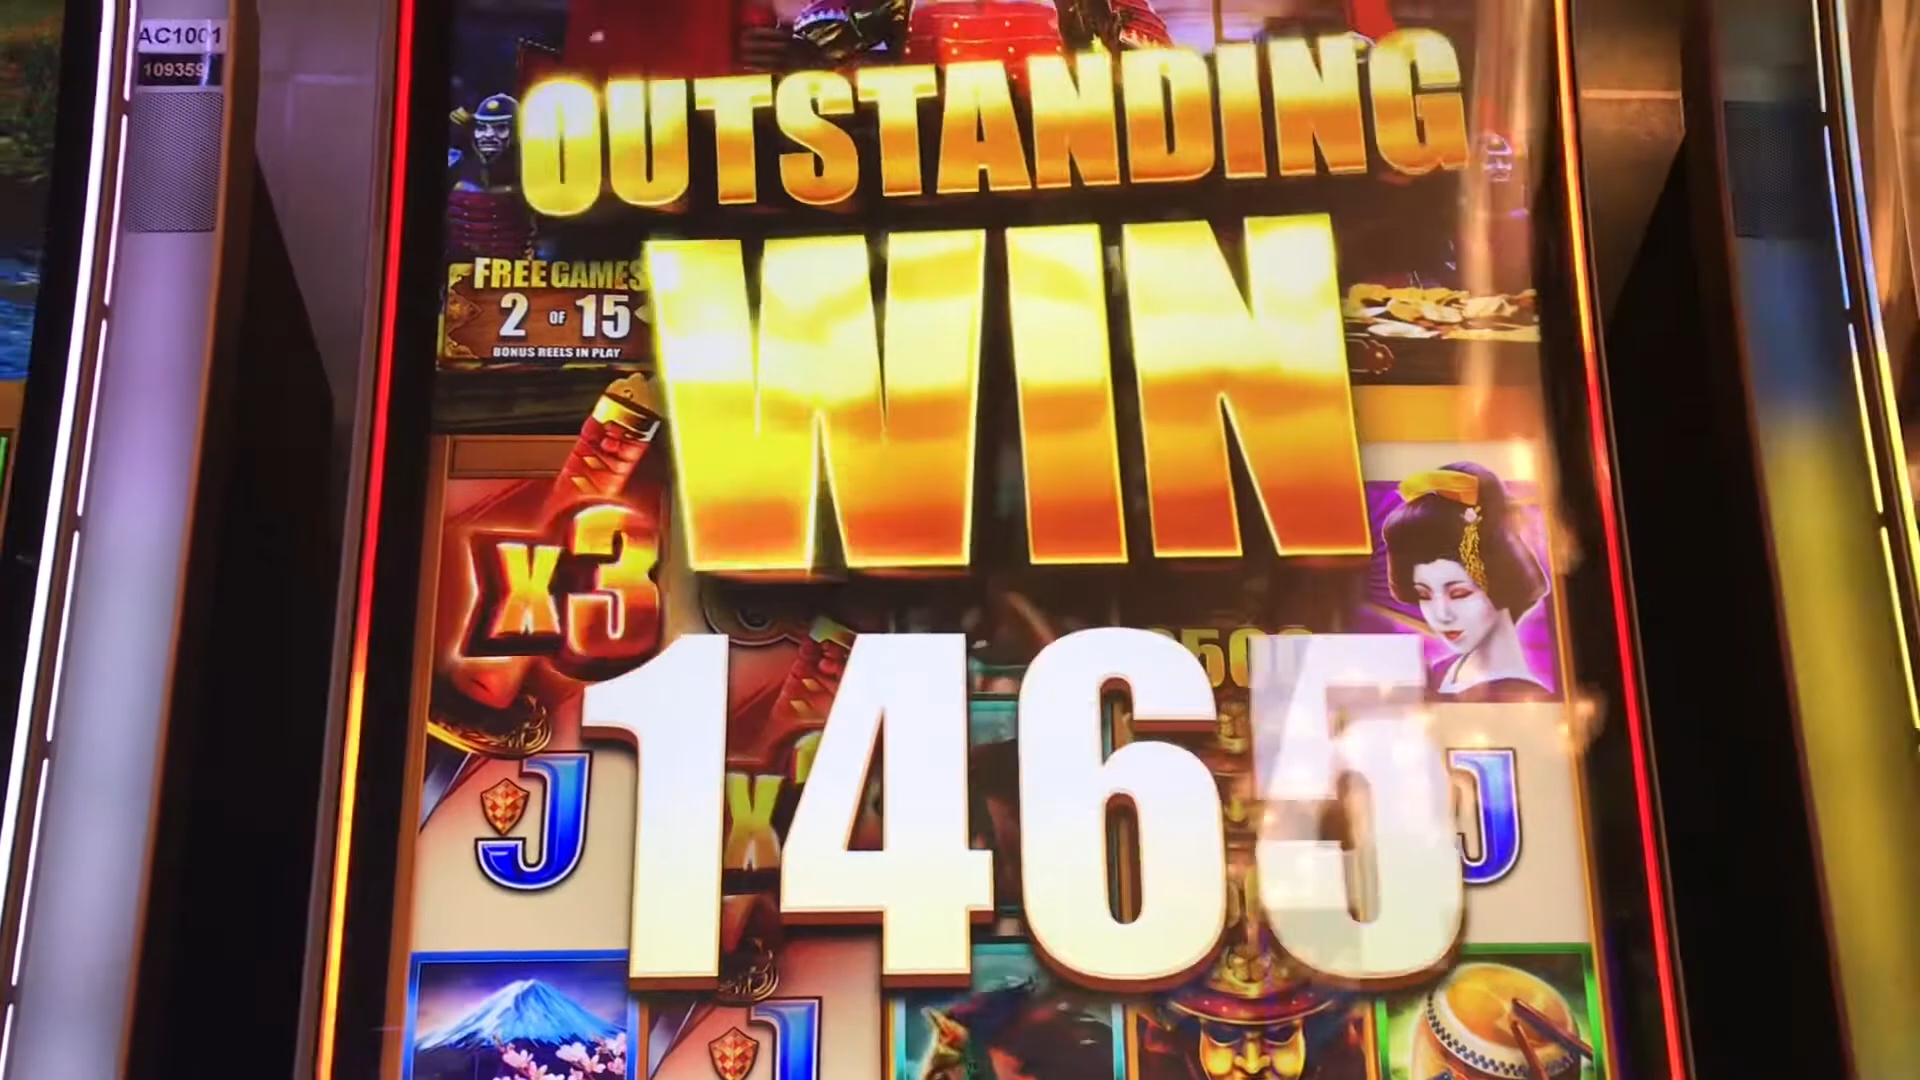 AC1001
109359
OUTSTANDING
WIN
FREE GAMES
2 OF 15
BONUS REELS IN PLAY
x3
1465
J
X
J
J